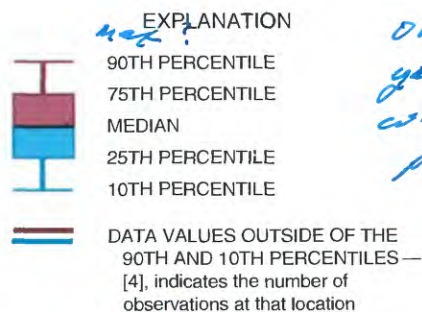 EXPLANATION
90TH PERCENTILE
75TH PERCENTILE
MEDIAN
25TH PERCENTILE
10TH PERCENTILE
DATA VALUES OUTSIDE OF THE
90TH AND 10TH PERCENTILES—
[4], indicates the number of
observations at that location